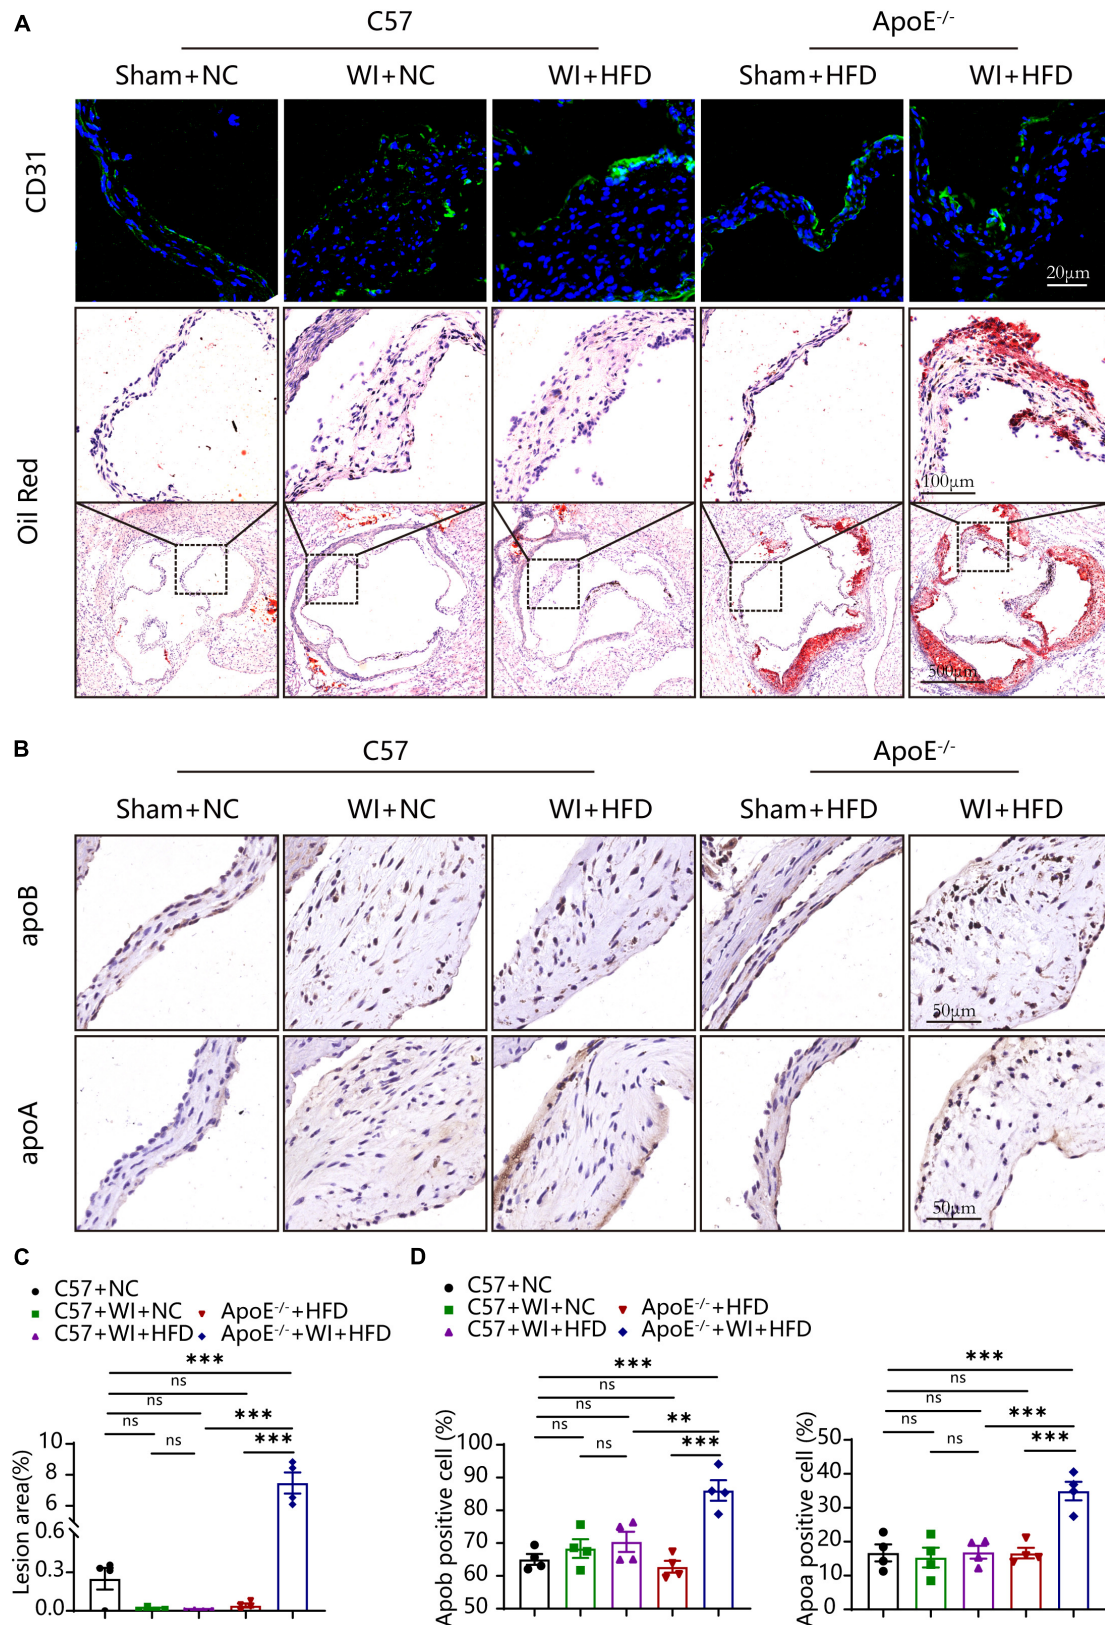 A
C57
ApoE-/-
Sham+NC
WI+NC
WI+HFD
Sham+HFD
WI+HFD
CD31
20μm
Oil Red
100μm
500μm
B
C57
ApoE-/-
Sham+NC
WI+NC
WI+HFD
Sham+HFD
WI+HFD
apoB
50μm
apoA
50μm
C
C57+NC
C57+WI+NC
ApoE-/-+HFD
C57+WI+HFD
ApoE-/-+WI+HFD
***
ns
ns
ns
***
ns
***
Lesion area(%)
10
8
6
0.6
0.3
0.0
D
C57+NC
C57+WI+NC
ApoE-/-+HFD
C57+WI+HFD
ApoE-/-+WI+HFD
***
ns
ns
ns
**
ns
***
Apob positive cell (%)
100
90
80
70
60
50
***
ns
ns
ns
***
ns
***
Apoa positive cell (%)
50
40
30
20
10
0